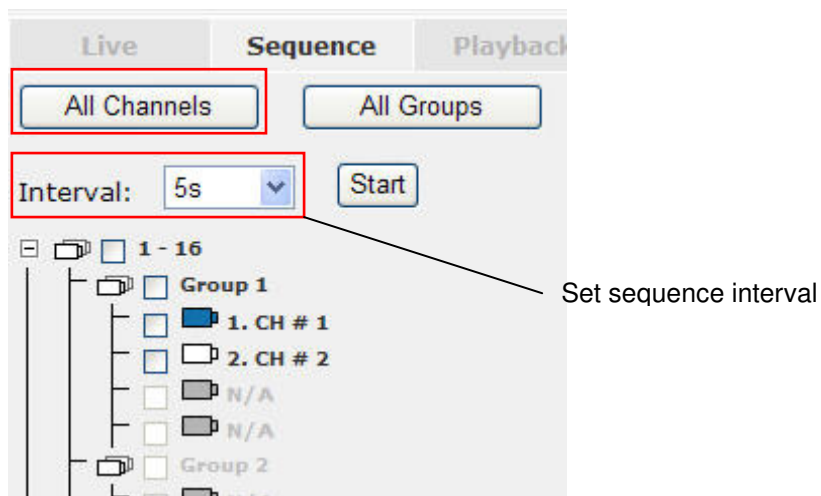 Live Sequence Playback
All Channels All Groups
Interval: 5s Start
1 - 16
Group 1
Set sequence interval
1. CH # 1
2. CH # 2
N/A
N/A
Group 2